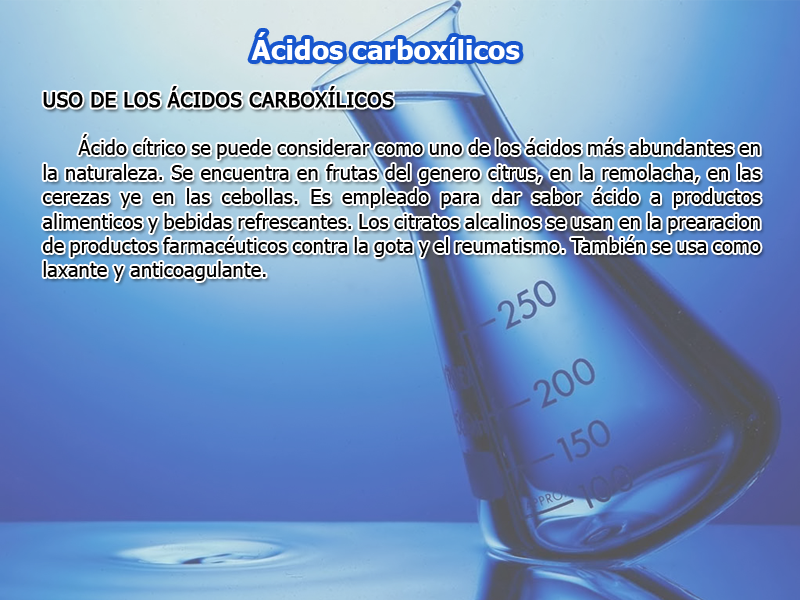 Ácidos carboxílicos
USO DE LOS ÁCIDOS CARBOXÍLICOS
Ácido cítrico se puede considerar como uno de los ácidos más abundantes en
la naturaleza. Se encuentra en frutas del genero citrus, en la remolacha, en las
cerezas ye en las cebollas. Es empleado para dar sabor ácido a productos
alimenticos y bebidas refrescantes. Los citratos alcalinos se usan en la prearacion
de productos farmacéuticos contra la gota y el reumatismo. También se usa como
laxante y anticoagulante.
250
200
150
APPROX
100